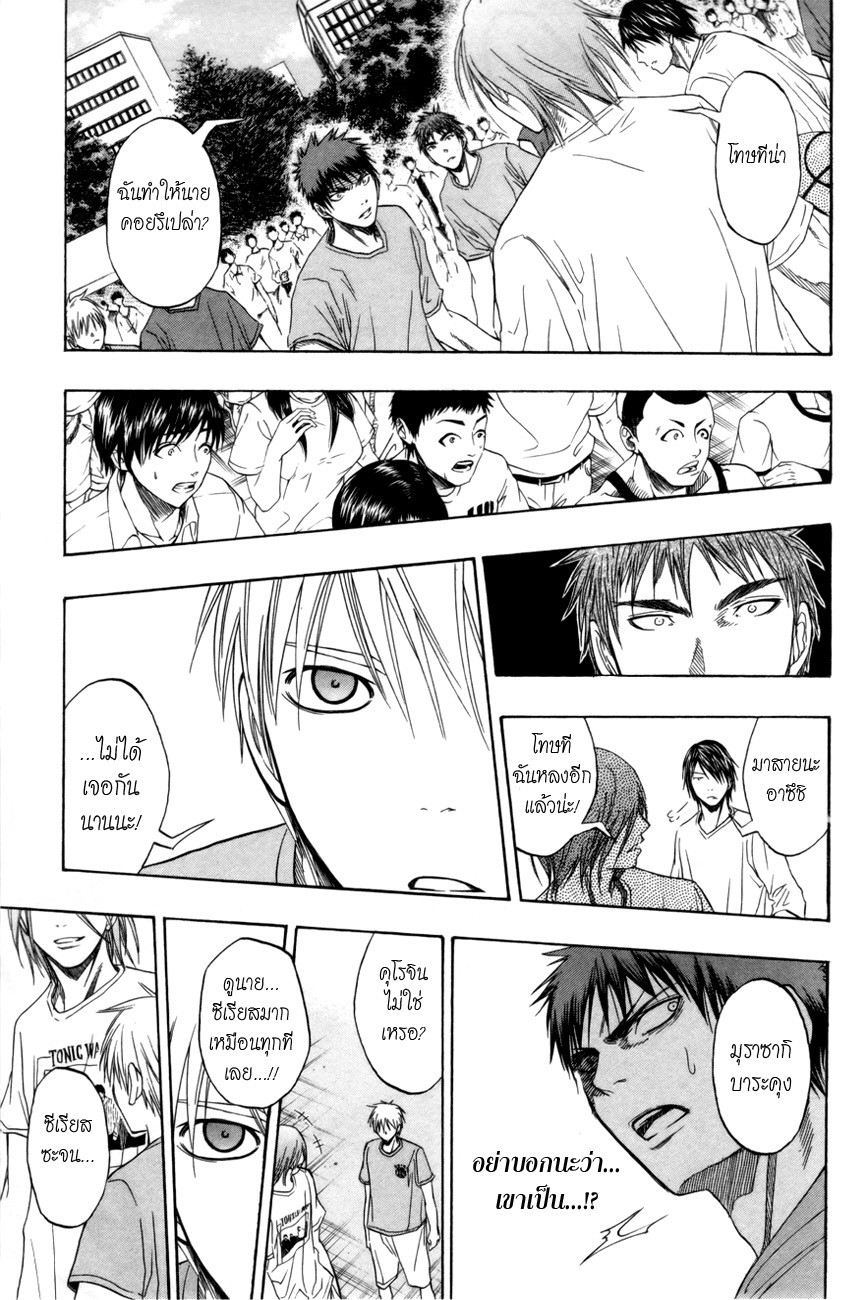 โทษทีน่า
ฉันทำให้นาย
คอยรึเปล่า?
มาสายนะ
อาซึชิ
โทษที
ฉันหลงอีก
แล้วน่ะ!
...ไม่ได้
เจอกัน
นานนะ!
มุราซากิ
บาระคุง
อย่าบอกนะว่า...
เขาเป็น...!?
คุโรจิน
ไม่ใช่
เหรอ?
ดูนาย...
ซีเรียสมาก
เหมือนทุกที
เลย...!!
TONIC WA
ซีเรียส
ซะจน...